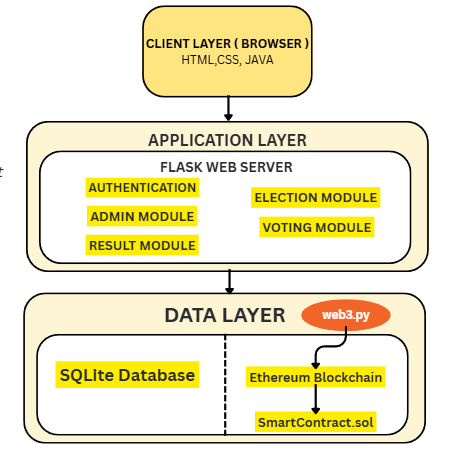 CLIENT LAYER ( BROWSER )
HTML,CSS, JAVA
APPLICATION LAYER
FLASK WEB SERVER
AUTHENTICATION
ADMIN MODULE
RESULT MODULE
ELECTION MODULE
VOTING MODULE
DATA LAYER
web3.py
SQLite Database
Ethereum Blockchain
SmartContract.sol